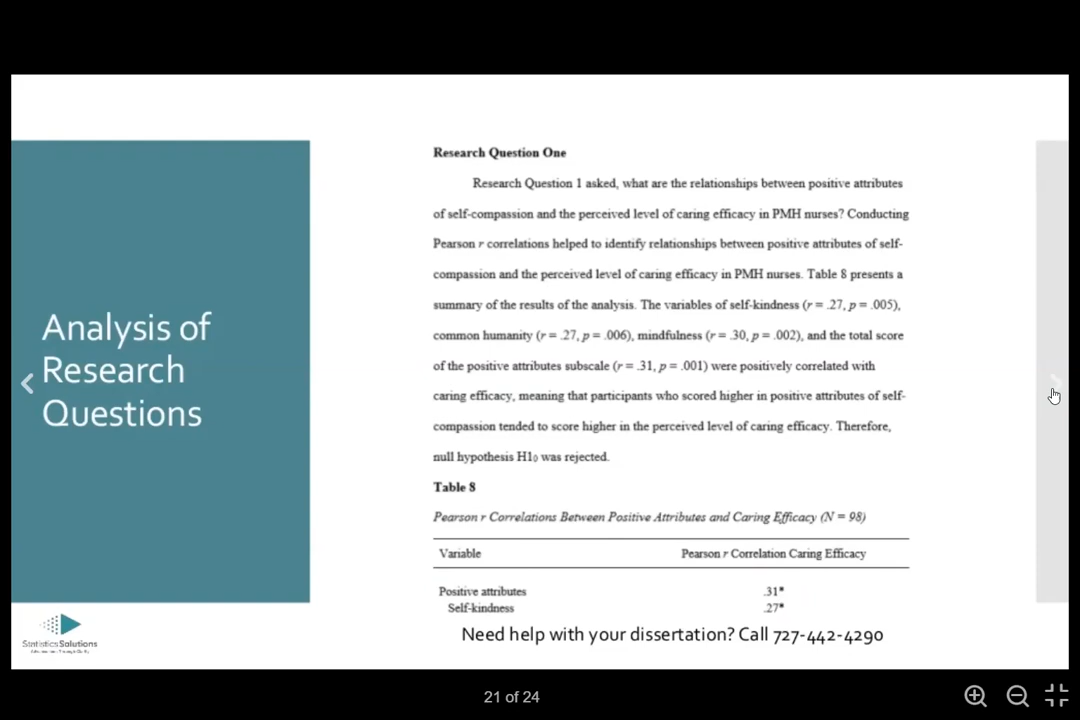 Analysis of
Research
Questions
Research Question One
Research Question 1 asked, what are the relationships between positive attributes
of self-compassion and the perceived level of caring efficacy in PMH nurses? Conducting
Pearson r correlations helped to identify relationships between positive attributes of self-
compassion and the perceived level of caring efficacy in PMH nurses. Table 8 presents a
summary of the results of the analysis. The variables of self-kindness (r = .27, p = .005),
common humanity (r = .27, p = .006), mindfulness (r = .30, p = .002), and the total score
of the positive attributes subscale (r = .31, p = .001) were positively correlated with
caring efficacy, meaning that participants who scored higher in positive attributes of self-
compassion tended to score higher in the perceived level of caring efficacy. Therefore,
null hypothesis H1₀ was rejected.
Table 8
Pearson r Correlations Between Positive Attributes and Caring Efficacy (N = 98)
Variable Pearson r Correlation Caring Efficacy
Positive attributes .31*
Self-kindness .27*
StatisticsSolutions
Need help with your dissertation? Call 727-442-4290
21 of 24